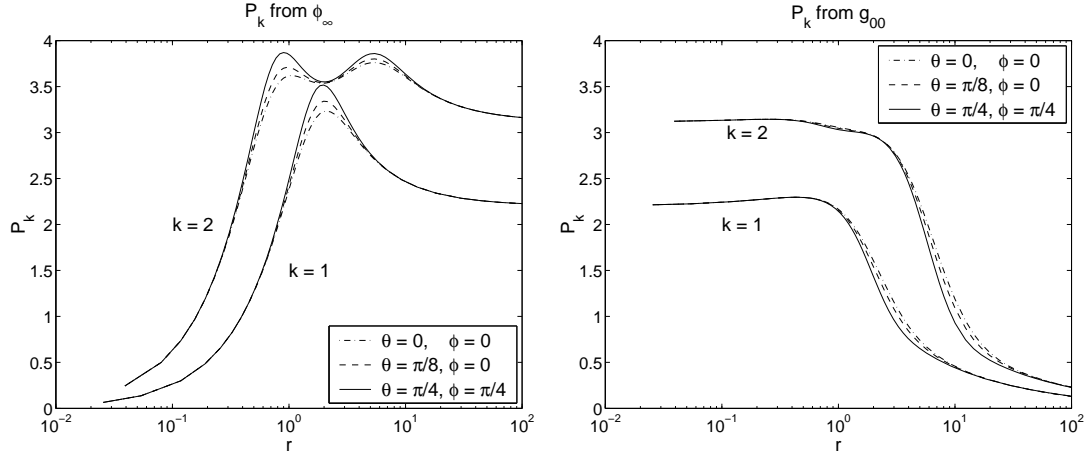 P_k from ϕ_∞
P_k
4
3.5
3
2.5
2
1.5
1
0.5
0
k = 2
k = 1
θ = 0, ϕ = 0
θ = π/8, ϕ = 0
θ = π/4, ϕ = π/4
10^-2
10^-1
10^0
10^1
10^2
r
P_k from g_00
P_k
4
3.5
3
2.5
2
1.5
1
0.5
0
θ = 0, ϕ = 0
θ = π/8, ϕ = 0
θ = π/4, ϕ = π/4
k = 2
k = 1
10^-2
10^-1
10^0
10^1
10^2
r